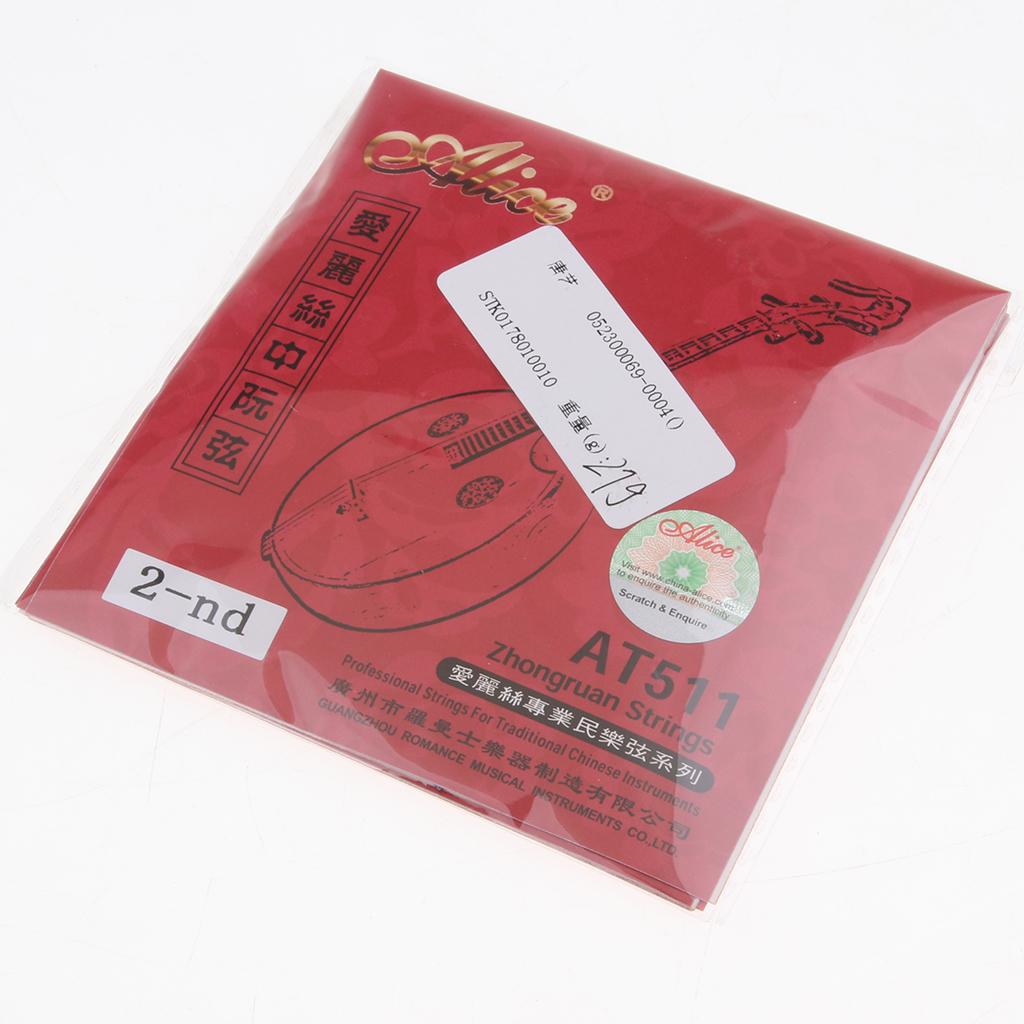 Alice®
愛麗絲中阮弦
唐艺 052300069-0004()
STK0178010010 重量(g):
Alice®
Visit www.china-alice.com
to enquire the authenticity
Scratch & Enquire
2-nd
AT511
Zhongruan Strings
愛麗絲專業民樂弦系列
Professional Strings For Traditional Chinese Instruments
廣州市羅曼士樂器制造有限公司
GUANGZHOU ROMANCE MUSICAL INSTRUMENTS CO.,LTD.